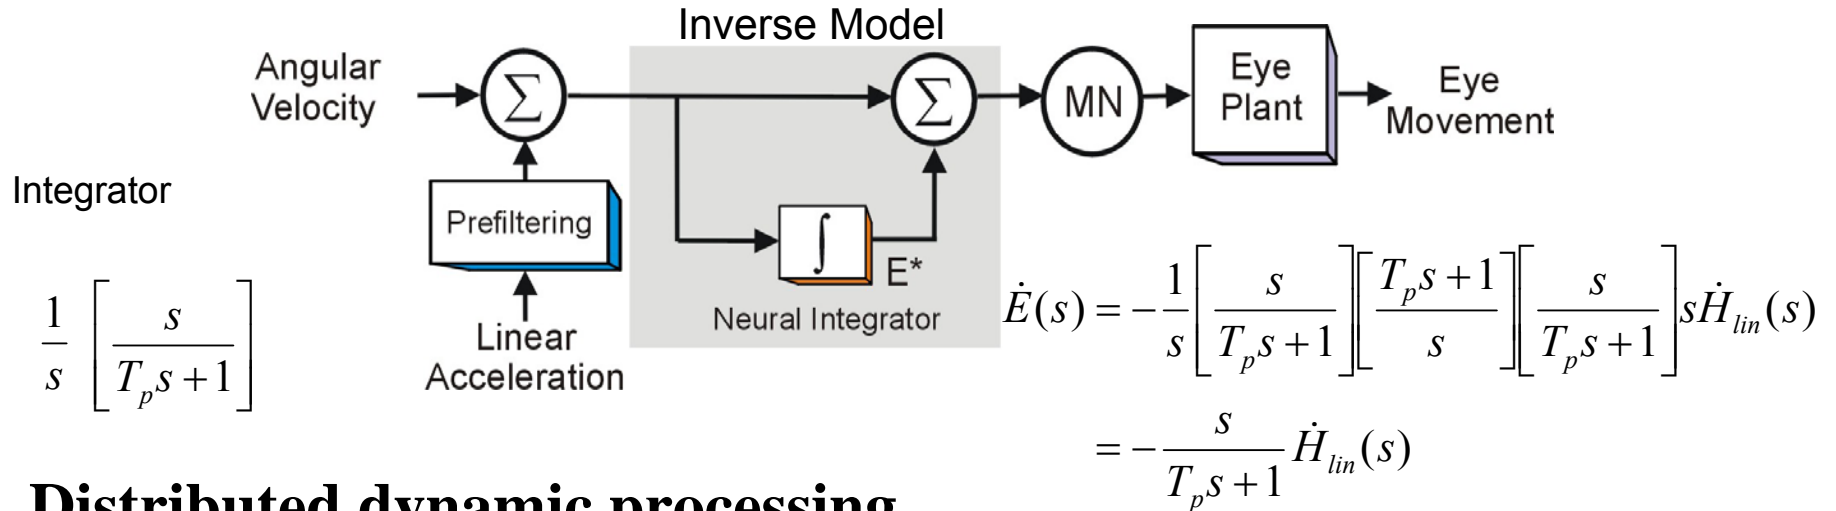 Inverse Model
Angular
Velocity
Σ
Σ
MN
Eye
Plant
Eye
Movement
Integrator
Prefiltering
∫
E*
Neural Integrator
Linear
Acceleration
1/s [s/(T_p s + 1)]
Ė(s) = −1/s [s/(T_p s + 1)] [(T_p s + 1)/s] [s/(T_p s + 1)] sḢ_lin(s)
= − s/(T_p s + 1) Ḣ_lin(s)
Distributed dynamic processing